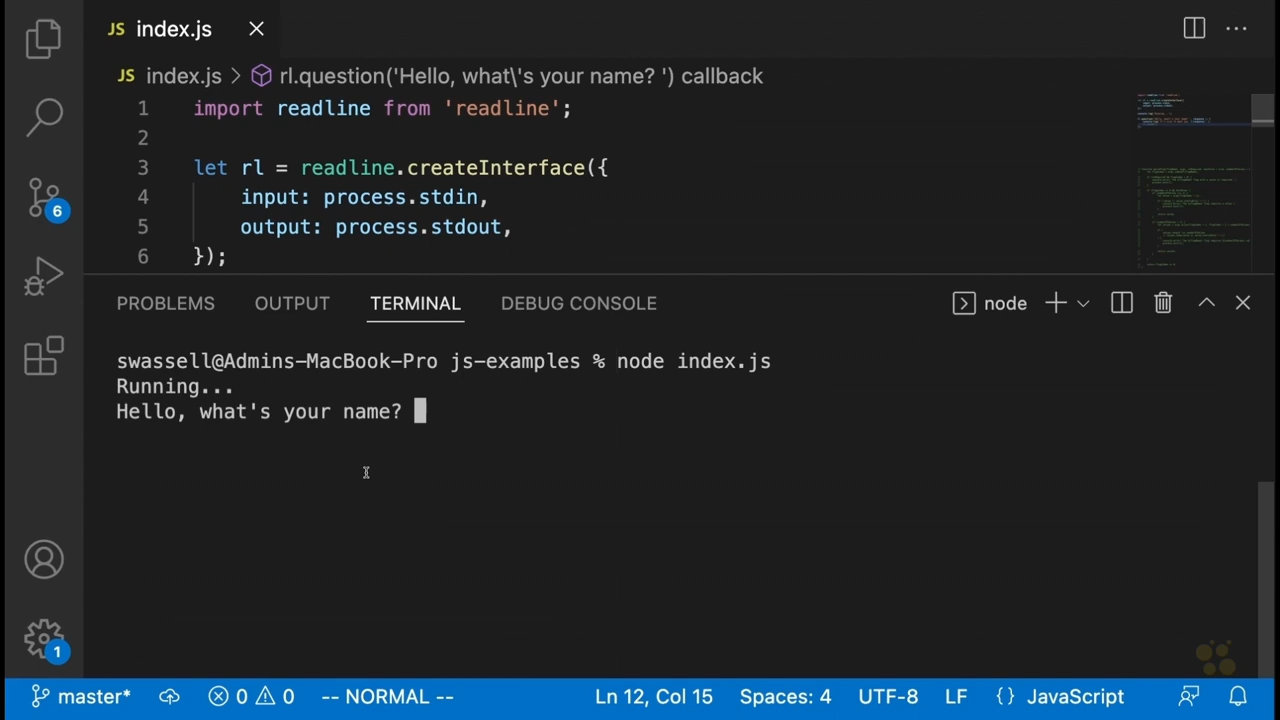 JS index.js
JS index.js > rl.question('Hello, what\'s your name? ') callback
1 import readline from 'readline';
2
3 let rl = readline.createInterface({
4 input: process.stdin,
5 output: process.stdout,
6 });
6
PROBLEMS OUTPUT TERMINAL DEBUG CONSOLE node
swassell@Admins-MacBook-Pro js-examples % node index.js
Running...
Hello, what's your name?
1
master* 0 0 -- NORMAL -- Ln 12, Col 15 Spaces: 4 UTF-8 LF {} JavaScript